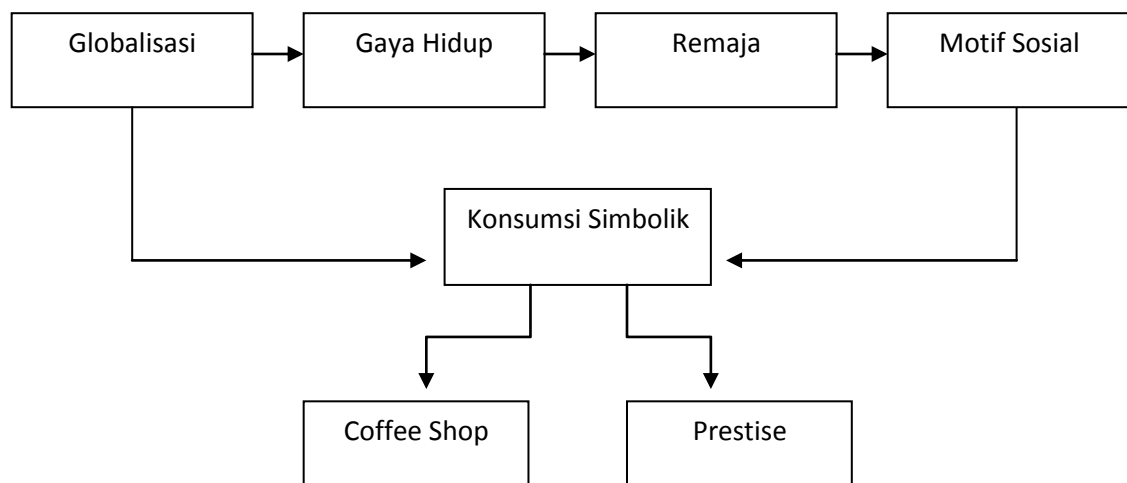 Globalisasi
Gaya Hidup
Remaja
Motif Sosial
Konsumsi Simbolik
Coffee Shop
Prestise